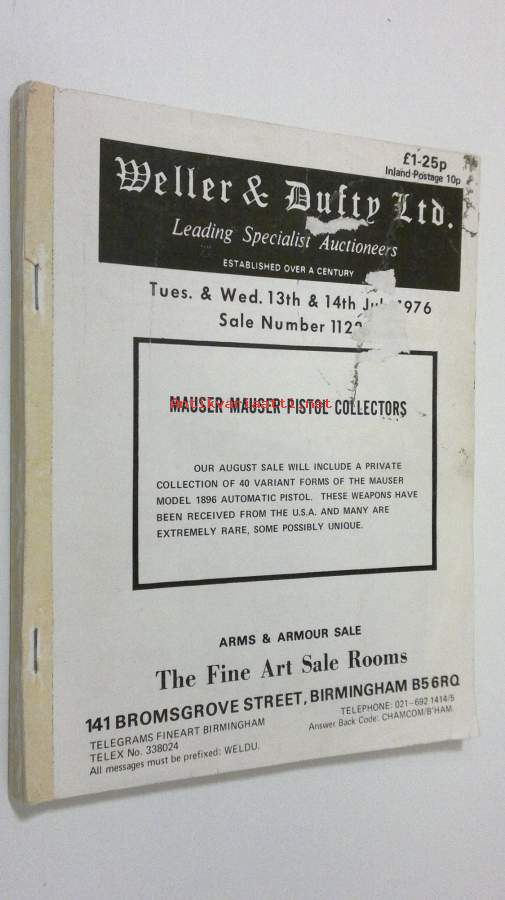 £1-25p
Inland Postage 10p
Weller & Dufty Ltd.
Leading Specialist Auctioneers
ESTABLISHED OVER A CENTURY
Tues. & Wed. 13th & 14th July 1976
Sale Number
MAUSER MAUSER PISTOL COLLECTORS
OUR AUGUST SALE WILL INCLUDE A PRIVATE
COLLECTION OF 40 VARIANT FORMS OF THE MAUSER
MODEL 1896 AUTOMATIC PISTOL. THESE WEAPONS HAVE
BEEN RECEIVED FROM THE U.S.A. AND MANY ARE
EXTREMELY RARE, SOME POSSIBLY UNIQUE.
ARMS & ARMOUR SALE
The Fine Art Sale Rooms
141 BROMSGROVE STREET, BIRMINGHAM B5 6RQ
TELEGRAMS FINEART BIRMINGHAM
TELEPHONE: 021-692 1414/5
TELEX No. 338024
Answer Back Code: CHAMCOM/B'HAM.
All messages must be prefixed: WELDU.